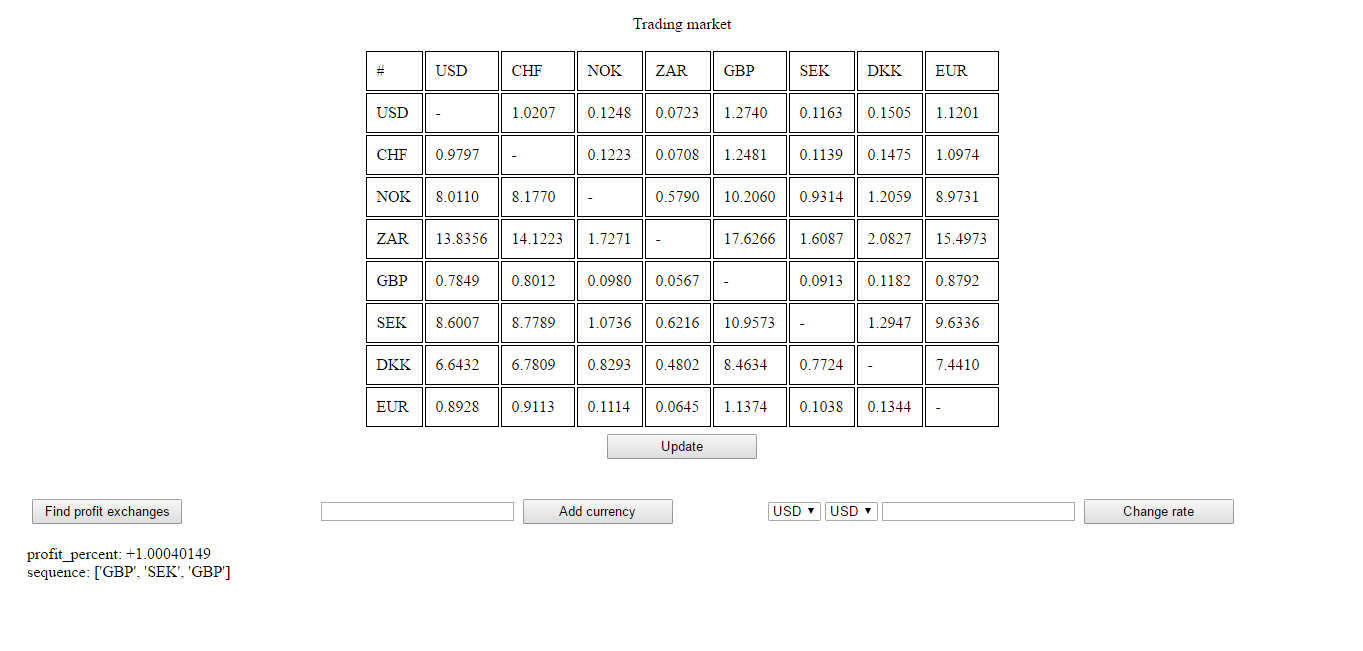 Trading market
# USD CHF NOK ZAR GBP SEK DKK EUR
USD - 1.0207 0.1248 0.0723 1.2740 0.1163 0.1505 1.1201
CHF 0.9797 - 0.1223 0.0708 1.2481 0.1139 0.1475 1.0974
NOK 8.0110 8.1770 - 0.5790 10.2060 0.9314 1.2059 8.9731
ZAR 13.8356 14.1223 1.7271 - 17.6266 1.6087 2.0827 15.4973
GBP 0.7849 0.8012 0.0980 0.0567 - 0.0913 0.1182 0.8792
SEK 8.6007 8.7789 1.0736 0.6216 10.9573 - 1.2947 9.6336
DKK 6.6432 6.7809 0.8293 0.4802 8.4634 0.7724 - 7.4410
EUR 0.8928 0.9113 0.1114 0.0645 1.1374 0.1038 0.1344 -
Update
Find profit exchanges Add currency USD USD Change rate
profit_percent: +1.00040149
sequence: ['GBP', 'SEK', 'GBP']